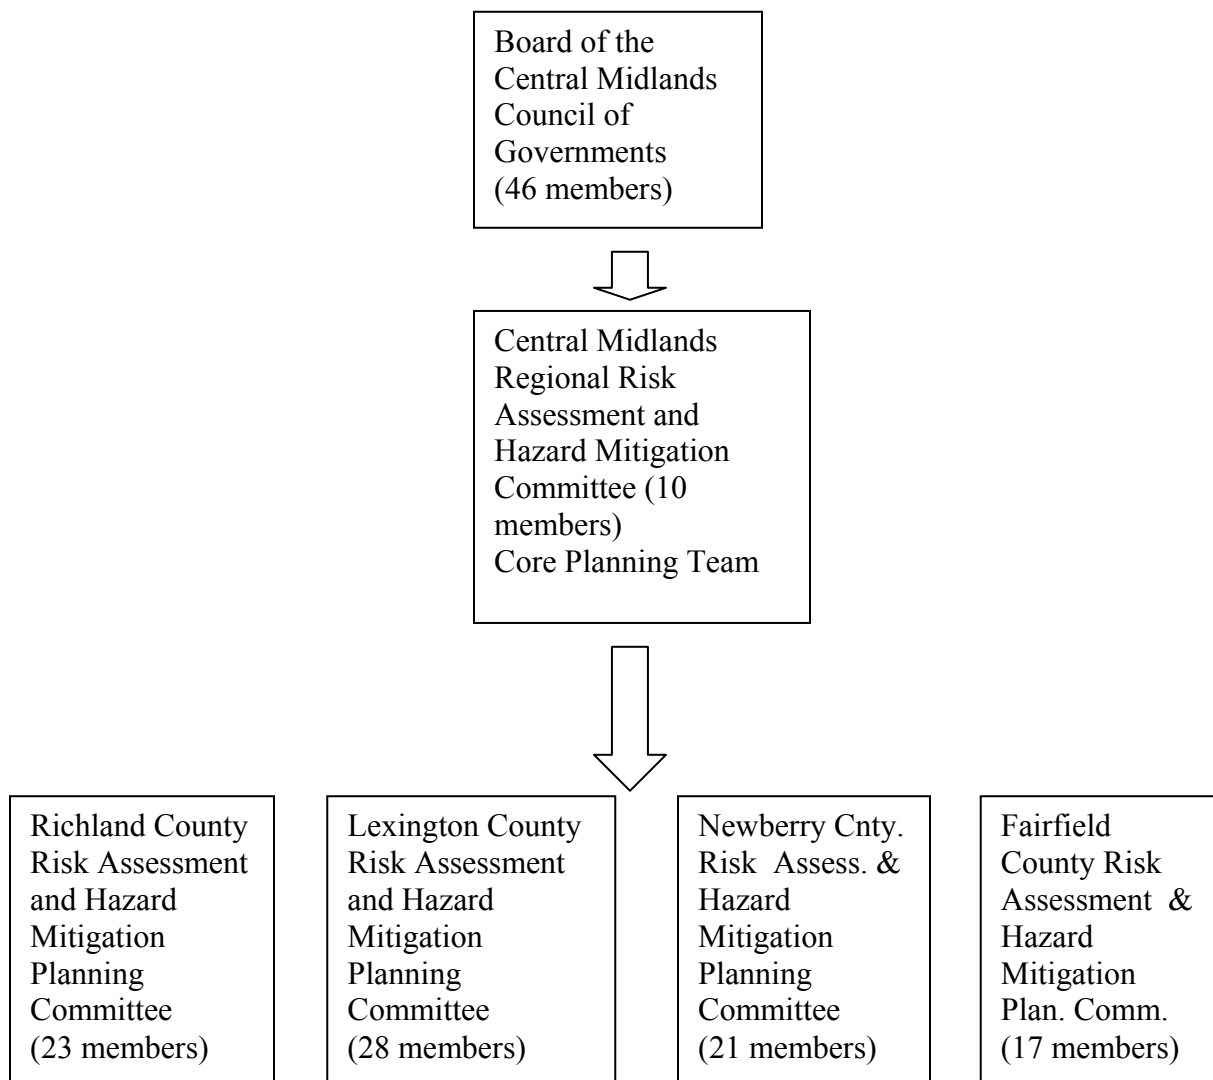 Board of the
Central Midlands
Council of
Governments
(46 members)
Central Midlands
Regional Risk
Assessment and
Hazard Mitigation
Committee (10
members)
Core Planning Team
Richland County
Risk Assessment
and Hazard
Mitigation
Planning
Committee
(23 members)
Lexington County
Risk Assessment
and Hazard
Mitigation
Planning
Committee
(28 members)
Newberry Cnty.
Risk  Assess. &
Hazard
Mitigation
Planning
Committee
(21 members)
Fairfield
County Risk
Assessment  &
Hazard
Mitigation
Plan. Comm.
(17 members)